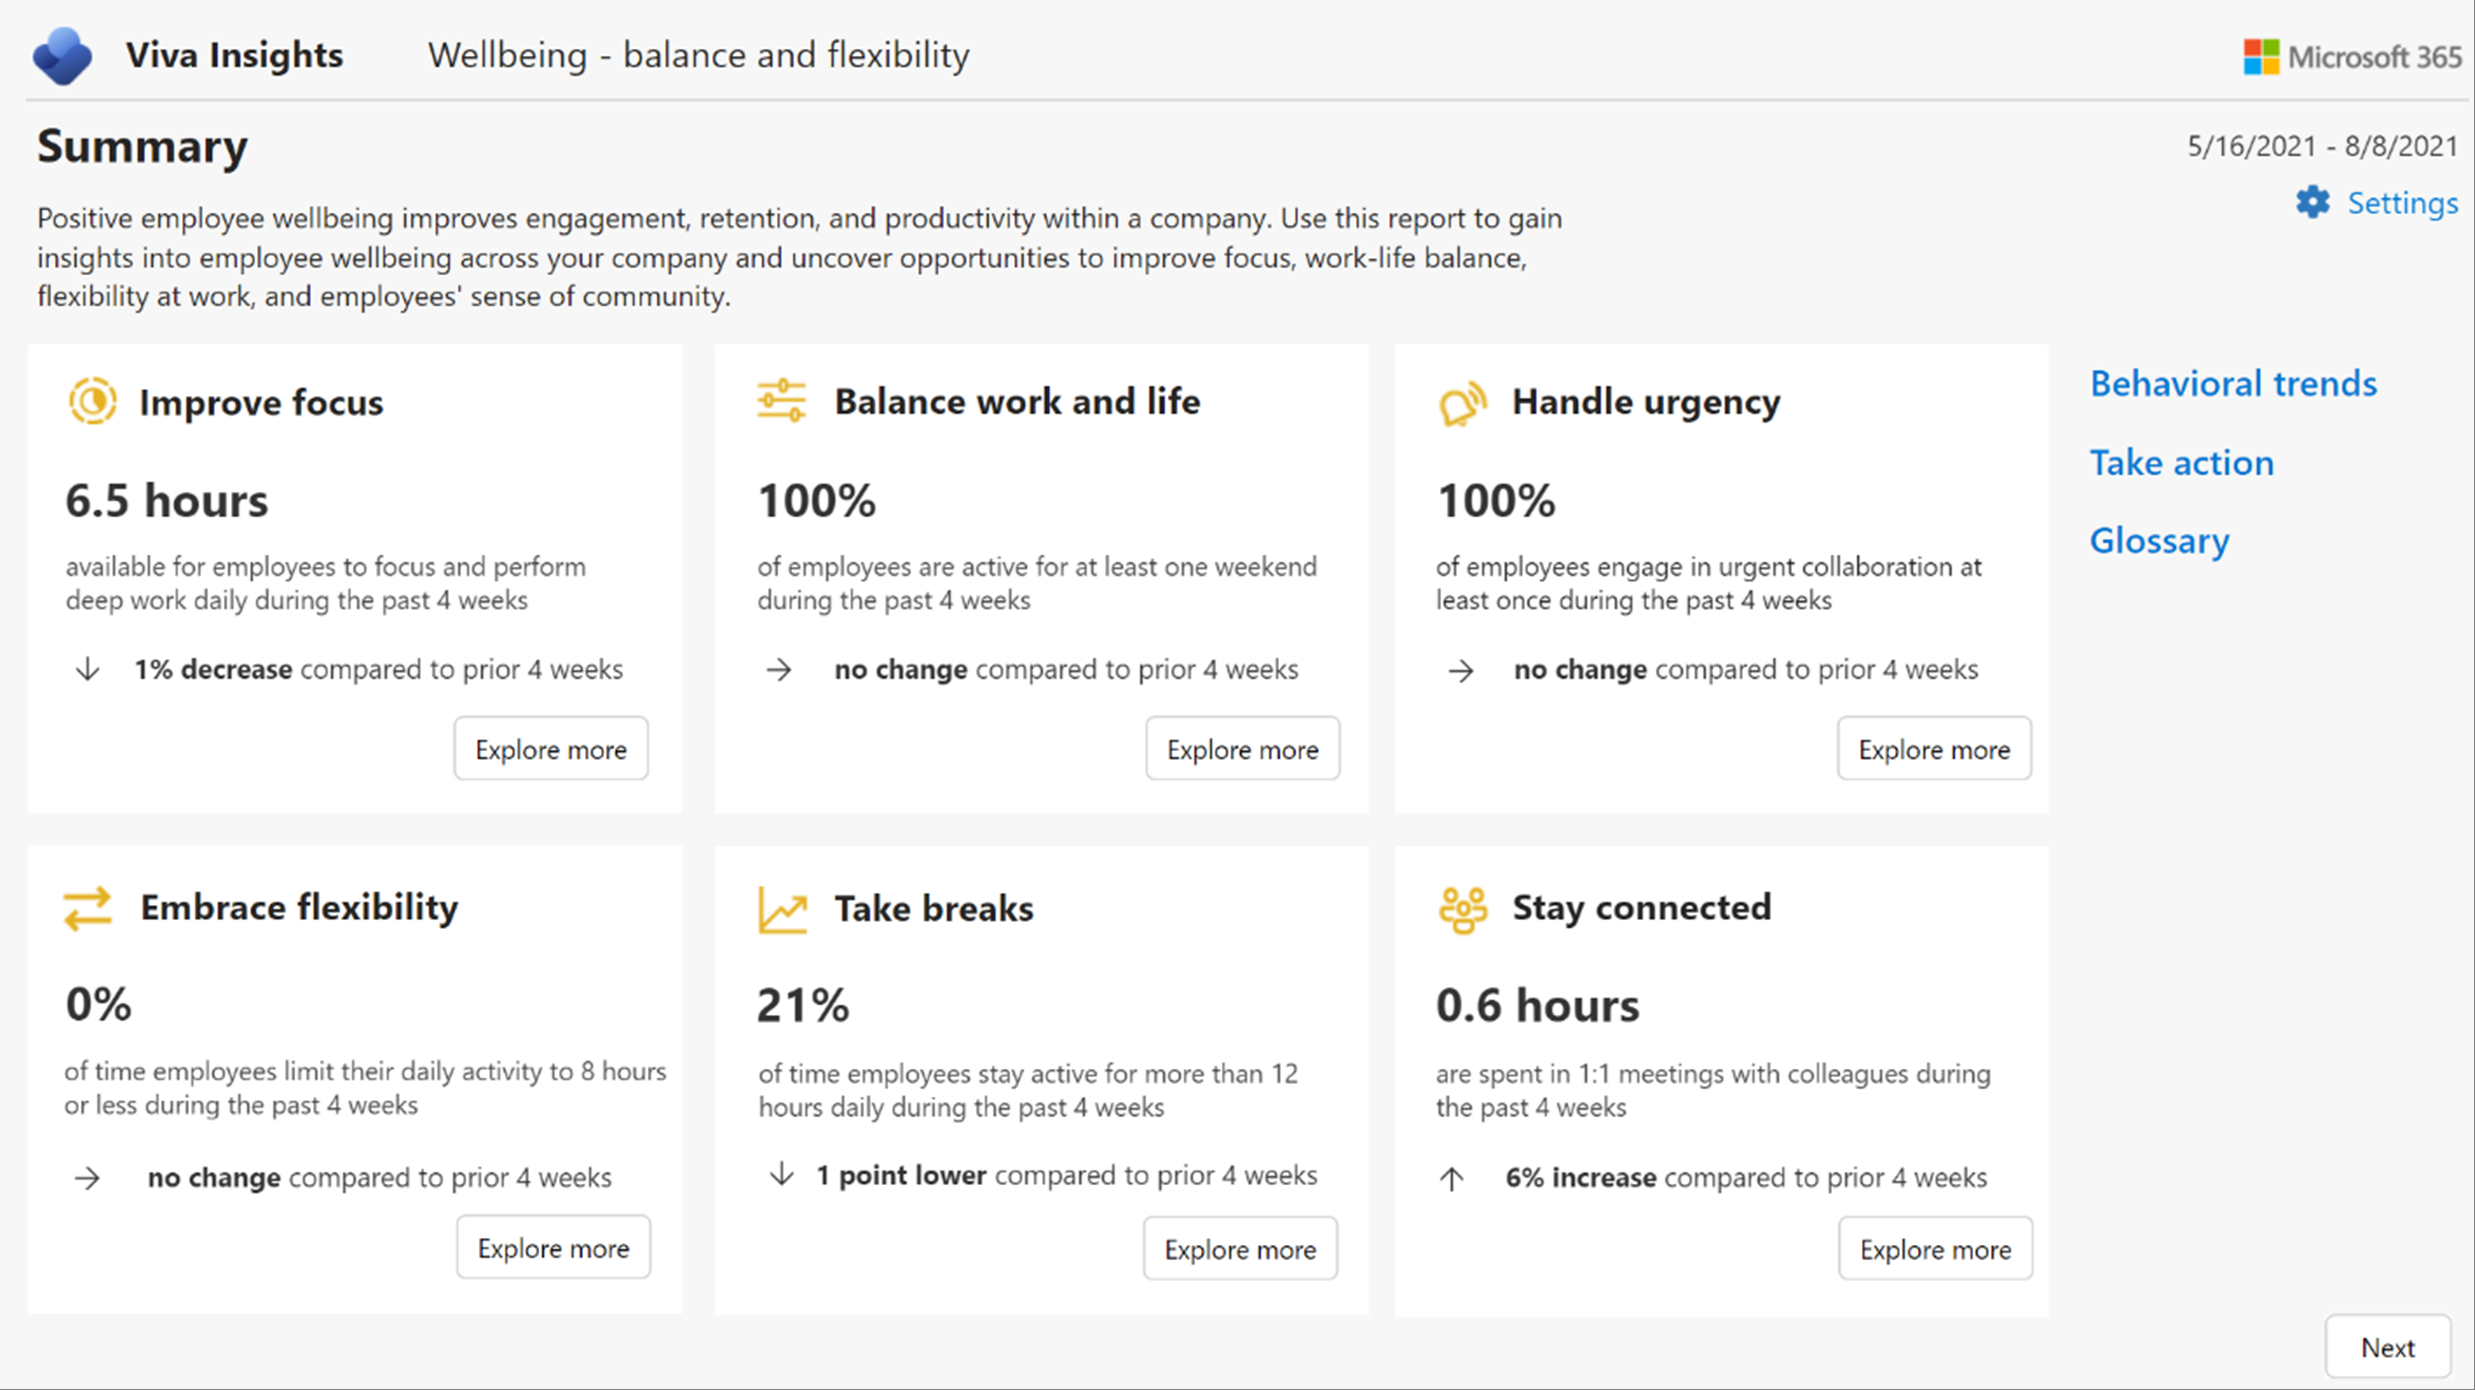 Viva Insights
Wellbeing - balance and flexibility
Microsoft 365
Summary
5/16/2021 - 8/8/2021
Settings
Positive employee wellbeing improves engagement, retention, and productivity within a company. Use this report to gain
insights into employee wellbeing across your company and uncover opportunities to improve focus, work-life balance,
flexibility at work, and employees' sense of community.
Improve focus
6.5 hours
available for employees to focus and perform
deep work daily during the past 4 weeks
1% decrease compared to prior 4 weeks
Explore more
Balance work and life
100%
of employees are active for at least one weekend
during the past 4 weeks
no change compared to prior 4 weeks
Explore more
Handle urgency
100%
of employees engage in urgent collaboration at
least once during the past 4 weeks
no change compared to prior 4 weeks
Explore more
Behavioral trends
Take action
Glossary
Embrace flexibility
0%
of time employees limit their daily activity to 8 hours
or less during the past 4 weeks
no change compared to prior 4 weeks
Explore more
Take breaks
21%
of time employees stay active for more than 12
hours daily during the past 4 weeks
1 point lower compared to prior 4 weeks
Explore more
Stay connected
0.6 hours
are spent in 1:1 meetings with colleagues during
the past 4 weeks
6% increase compared to prior 4 weeks
Explore more
Next